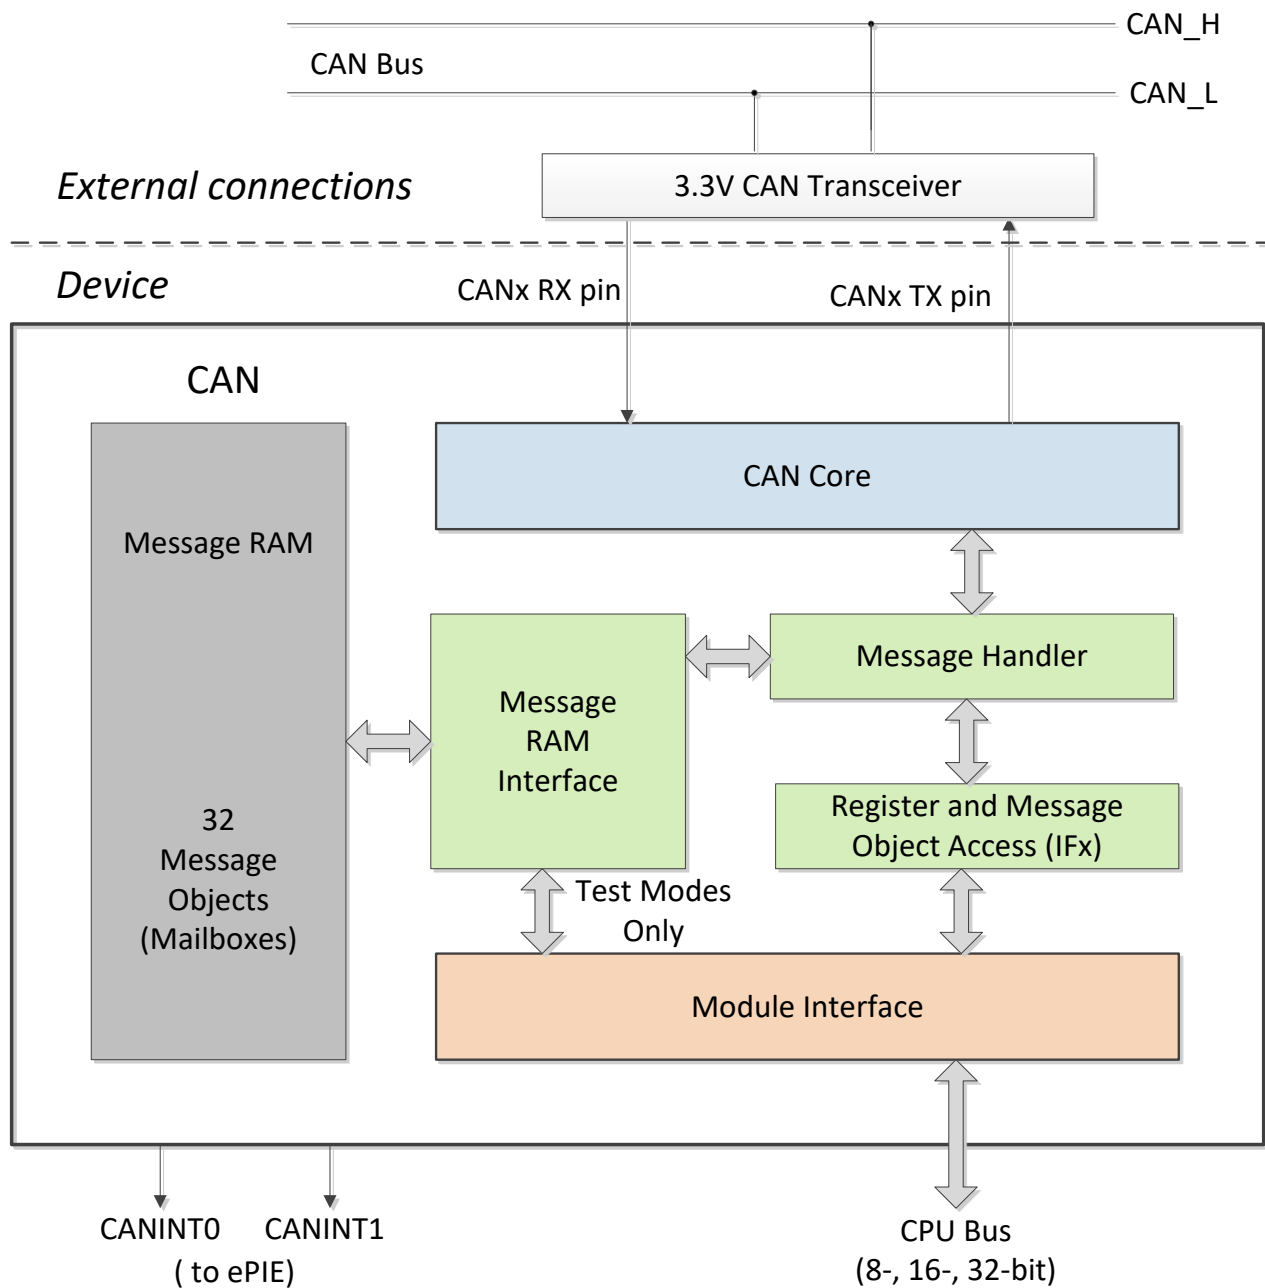 CAN_H
CAN Bus
CAN_L
External connections
3.3V CAN Transceiver
Device
CANx RX pin
CANx TX pin
CAN
CAN Core
Message RAM
Message Handler
Message
RAM
Interface
Register and Message
Object Access (IFx)
32
Message
Objects
(Mailboxes)
Test Modes
Only
Module Interface
CANINT0
CANINT1
( to ePIE)
CPU Bus
(8-, 16-, 32-bit)